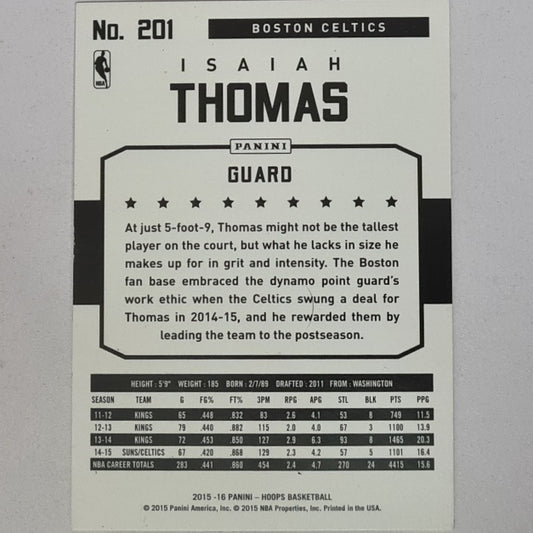 No. 201
BOSTON CELTICS
NBA
ISAIAH
THOMAS
PANINI
GUARD
At just 5-foot-9, Thomas might not be the tallest
player on the court, but what he lacks in size he
makes up for in grit and intensity. The Boston
fan base embraced the dynamo point guard's
work ethic when the Celtics swung a deal for
Thomas in 2014-15, and he rewarded them by
leading the team to the postseason.
HEIGHT : 5'9" WEIGHT : 185 BORN : 2/7/89 DRAFTED : 2011 FROM : WASHINGTON
SEASON TEAM G FG% FT% 3PM RPG APG STL BLK PTS PPG
11-12 KINGS 65 .448 .832 83 2.6 4.1 53 8 749 11.5
12-13 KINGS 79 .440 .882 115 2.0 4.0 67 3 1100 13.9
13-14 KINGS 72 .453 .850 127 2.9 6.3 93 8 1465 20.3
14-15 SUNS/CELTICS 67 .420 .868 129 2.3 4.2 57 5 1101 16.4
NBA CAREER TOTALS 283 .441 .860 454 2.4 4.7 270 24 4415 15.6
2015 -16 PANINI – HOOPS BASKETBALL
© 2015 Panini America, Inc. © 2015 NBA Properties, Inc. Printed in the USA.